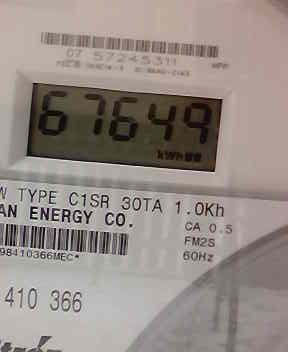 07 57245311
67649
kWh
W TYPE C1SR 30TA 1.0Kh
AN ENERGY CO.
CA 0.5
FM2S
98410366MEC*
60Hz
410 366